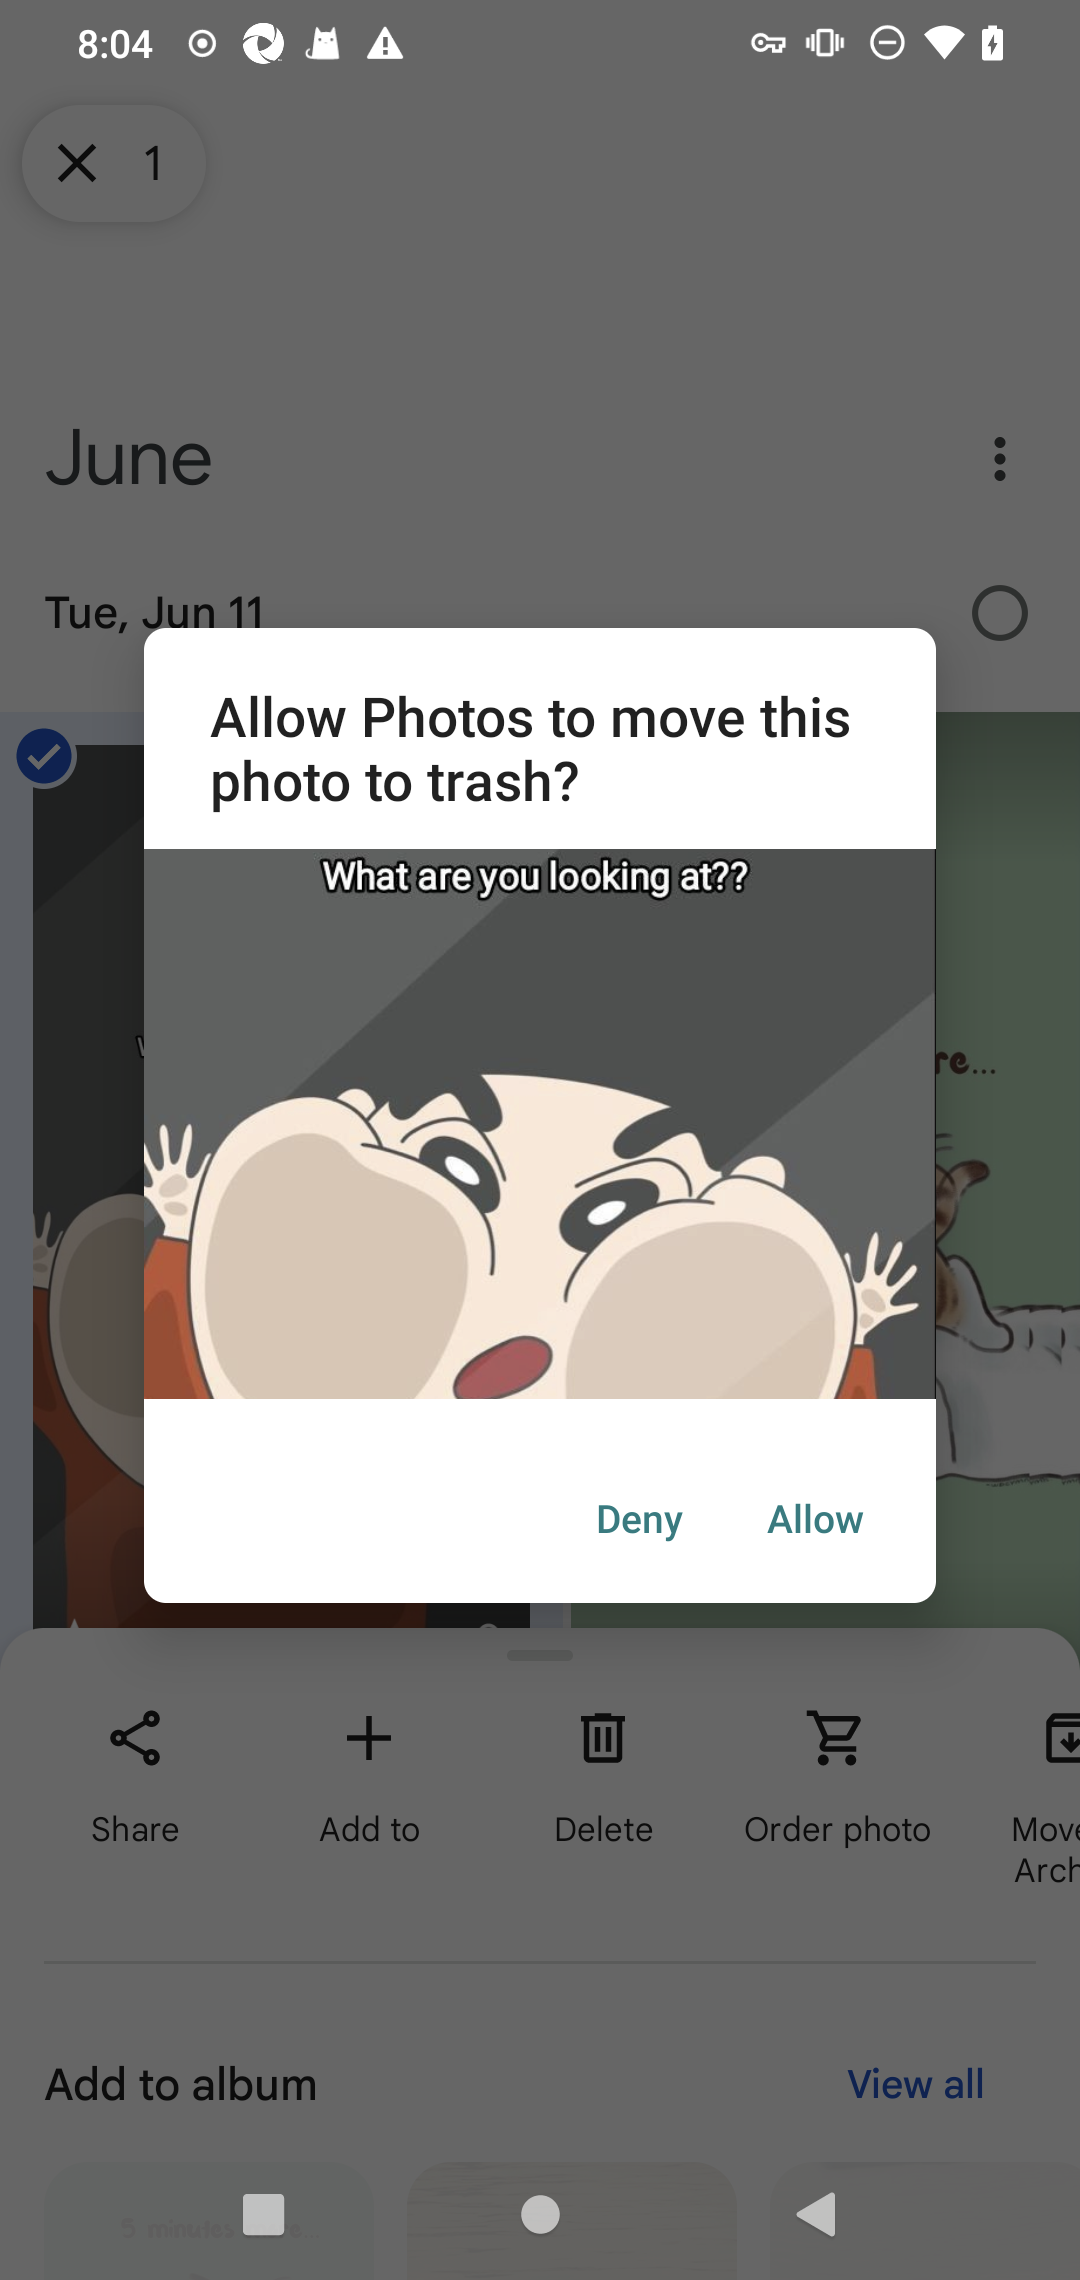 8:04
1
June
Tue, Jun 11
Allow Photos to move this
photo to trash?
What are you looking at??
re...
Deny
Allow
Share
Add to
Delete
Order photo
Move
Arch
Add to album
View all
5 minutes